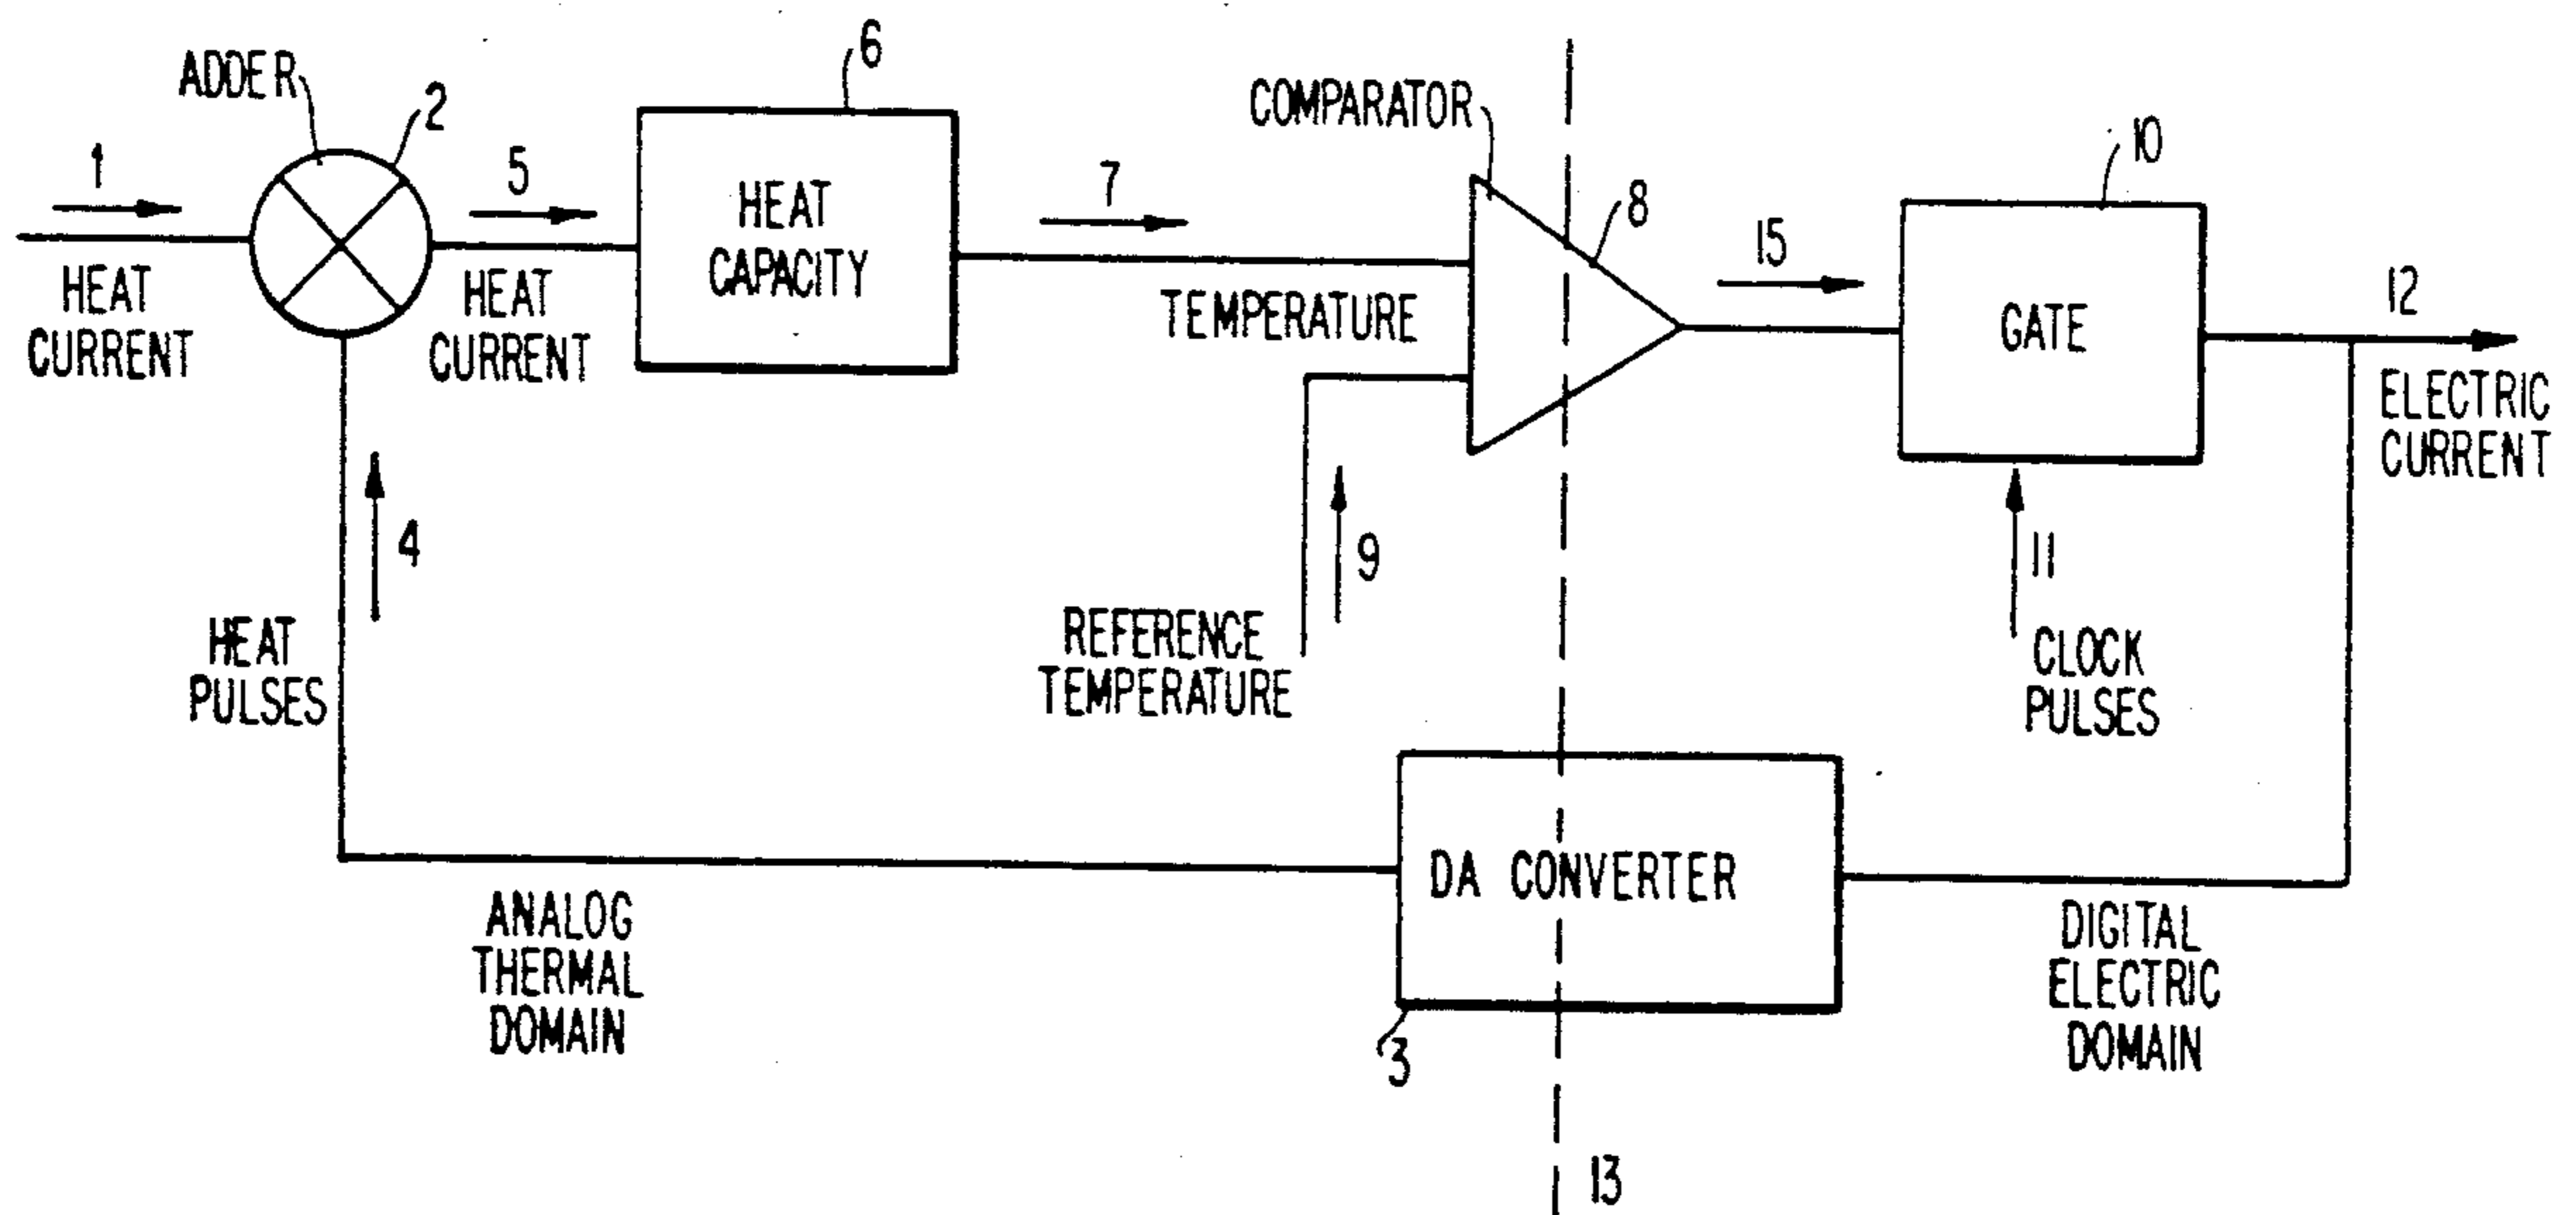 ADDER
2
6
1
5
HEAT
CURRENT
HEAT
CURRENT
HEAT
CAPACITY
7
TEMPERATURE
COMPARATOR
8
15
10
GATE
12
ELECTRIC
CURRENT
4
HEAT
PULSES
9
REFERENCE
TEMPERATURE
11
CLOCK
PULSES
DA CONVERTER
3
ANALOG
THERMAL
DOMAIN
DIGITAL
ELECTRIC
DOMAIN
13